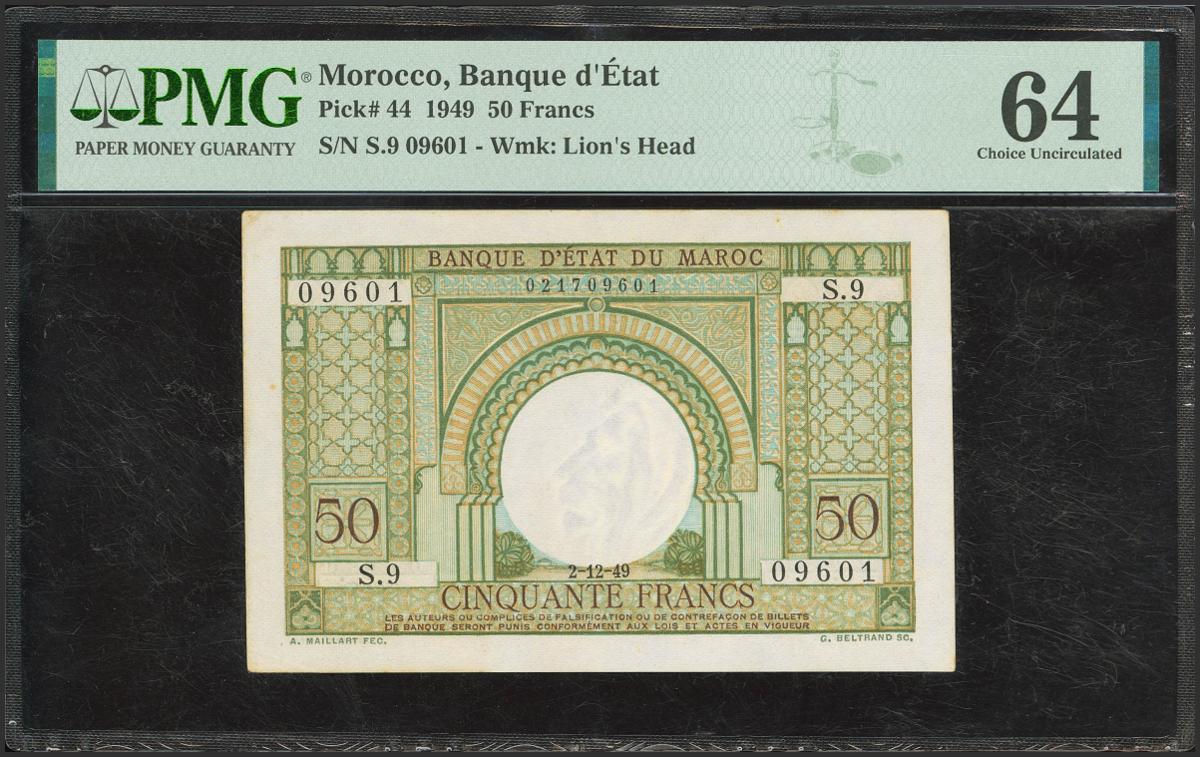 PMG®
PAPER MONEY GUARANTY
Morocco, Banque d'État
Pick# 44 1949 50 Francs
S/N S.9 09601 - Wmk: Lion's Head
64
Choice Uncirculated
BANQUE D'ÉTAT DU MAROC
09601
021709601
S.9
50
50
S.9
2-12-49
09601
CINQUANTE FRANCS
LES AUTEURS OU COMPLICES DE FALSIFICATION OU DE CONTREFAÇON DE BILLETS
DE BANQUE SERONT PUNIS CONFORMÉMENT AUX LOIS ET ACTES EN VIGUEUR
A. MAILLART FEC.
G. BELTRAND SC.